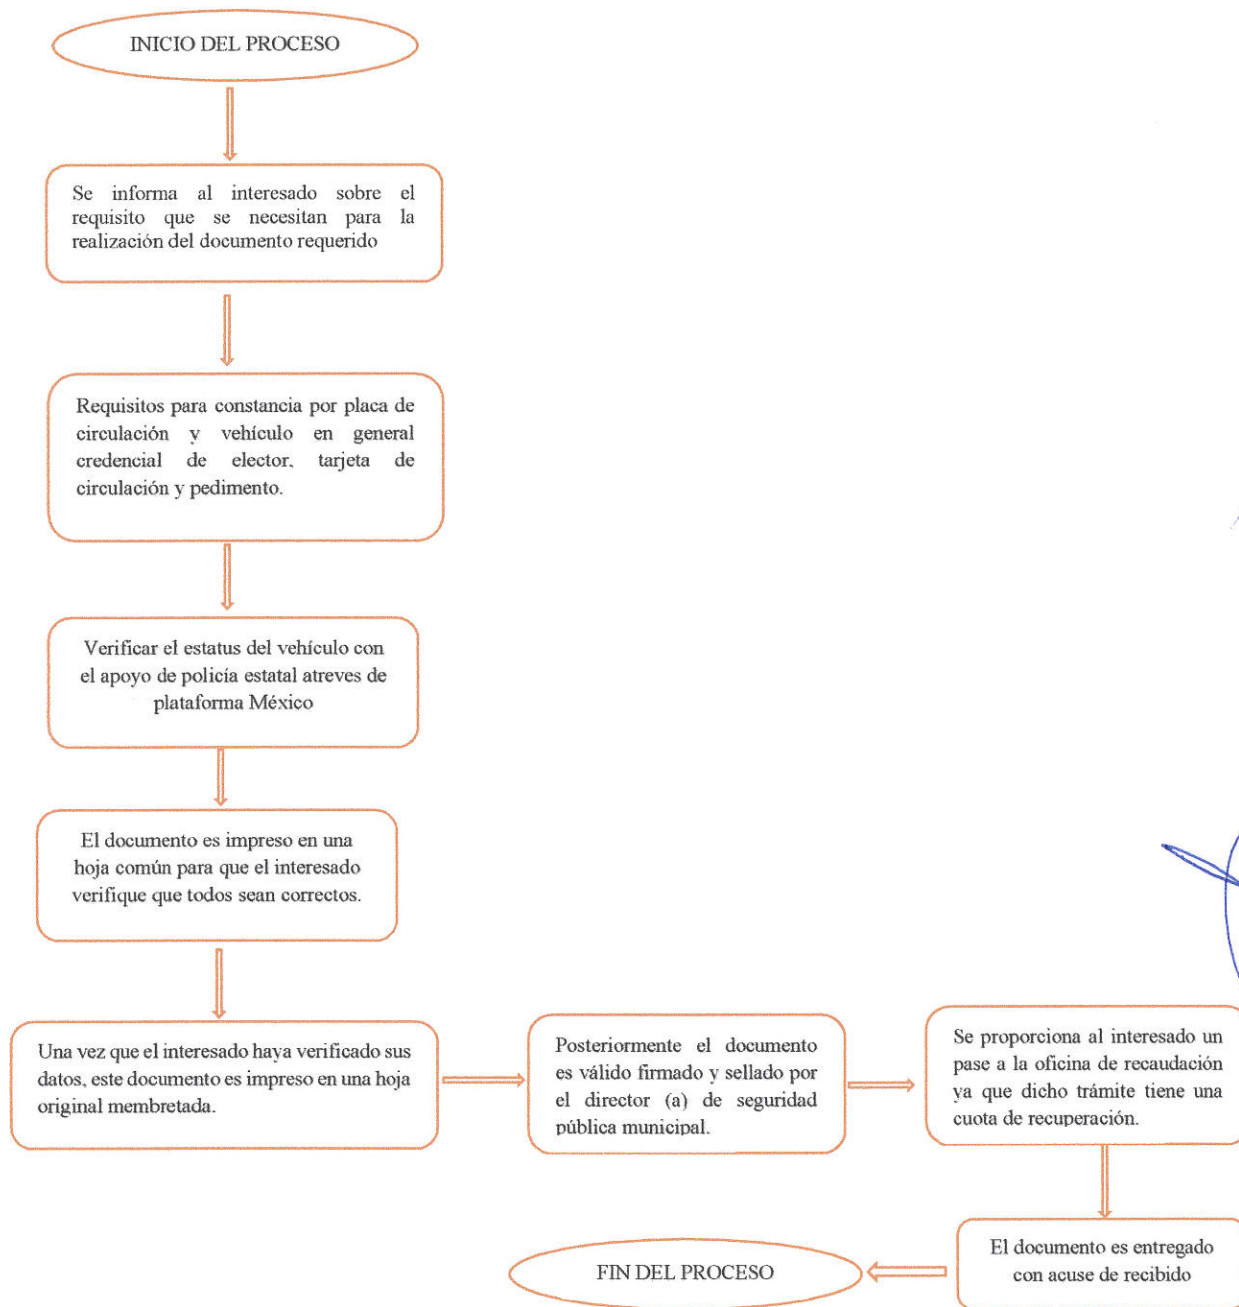 INICIO DEL PROCESO
Se informa al interesado sobre el
requisito que se necesitan para la
realización del documento requerido
Requisitos para constancia por placa de
circulación y vehículo en general
credencial de elector, tarjeta de
circulación y pedimento.
Verificar el estatus del vehículo con
el apoyo de policía estatal atreves de
plataforma México
El documento es impreso en una
hoja común para que el interesado
verifique que todos sean correctos.
Una vez que el interesado haya verificado sus
datos, este documento es impreso en una hoja
original membretada.
Posteriormente el documento
es válido firmado y sellado por
el director (a) de seguridad
pública municipal.
Se proporciona al interesado un
pase a la oficina de recaudación
ya que dicho trámite tiene una
cuota de recuperación.
El documento es entregado
con acuse de recibido
FIN DEL PROCESO